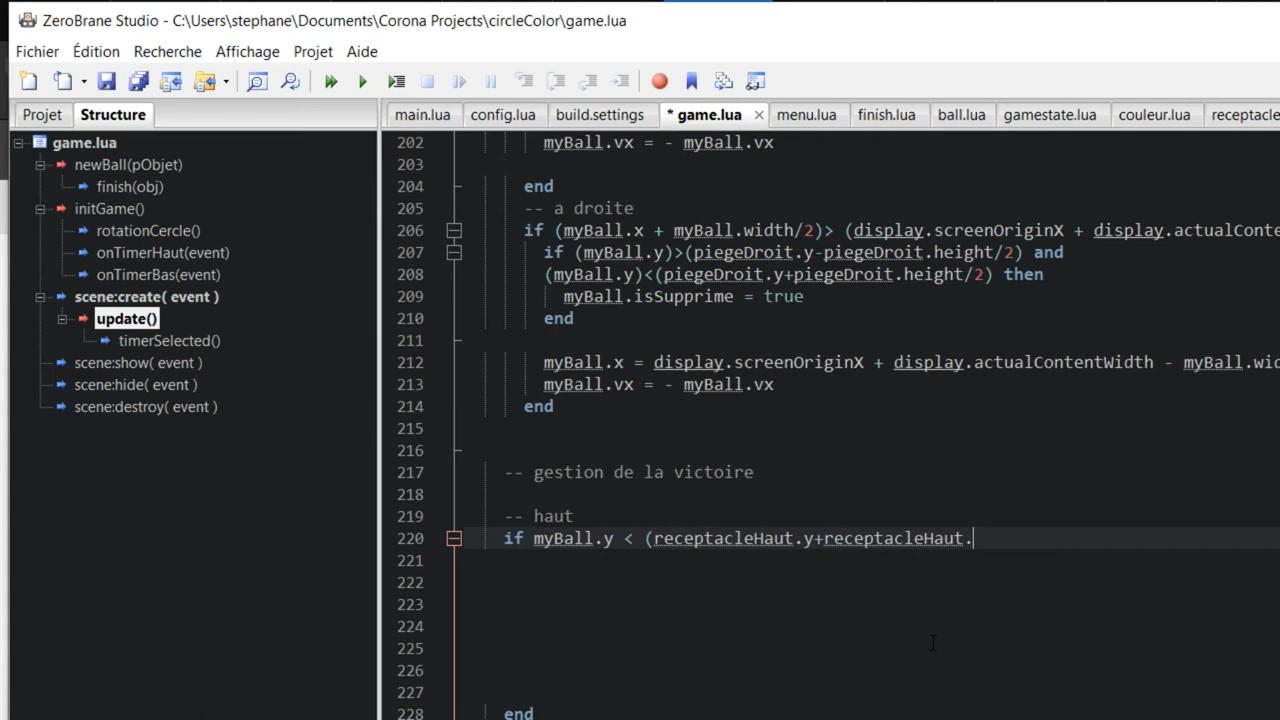 ZeroBrane Studio - C:\Users\stephane\Documents\Corona Projects\circleColor\game.lua
Fichier Édition Recherche Affichage Projet Aide
Projet Structure main.lua config.lua build.settings * game.lua menu.lua finish.lua ball.lua gamestate.lua couleur.lua receptacle
game.lua
newBall(pObjet)
finish(obj)
initGame()
rotationCercle()
onTimerHaut(event)
onTimerBas(event)
scene:create( event )
update()
timerSelected()
scene:show( event )
scene:hide( event )
scene:destroy( event )
202 myBall.vx = - myBall.vx
203
204 end
205 -- a droite
206 if (myBall.x + myBall.width/2)> (display.screenOriginX + display.actualConte
207 if (myBall.y)>(piegeDroit.y-piegeDroit.height/2) and
208 (myBall.y)<(piegeDroit.y+piegeDroit.height/2) then
209 myBall.isSupprime = true
210 end
211
212 myBall.x = display.screenOriginX + display.actualContentWidth - myBall.wid
213 myBall.vx = - myBall.vx
214 end
215
216
217 -- gestion de la victoire
218
219 -- haut
220 if myBall.y < (receptacleHaut.y+receptacleHaut.
221
222
223
224
225
226
227
228 end